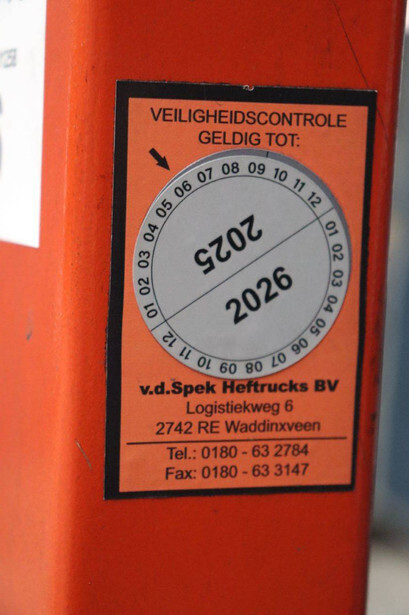 VEILIGHEIDSCONTROLE
GELDIG TOT:
01 02 03 04 05 06 07 08 09 10 11 12
2025
2026
01 02 03 04 05 06 07 08 09 10 11 12
v.d.Spek Heftrucks BV
Logistiekweg 6
2742 RE Waddinxveen
Tel.: 0180 - 63 2784
Fax: 0180 - 63 3147